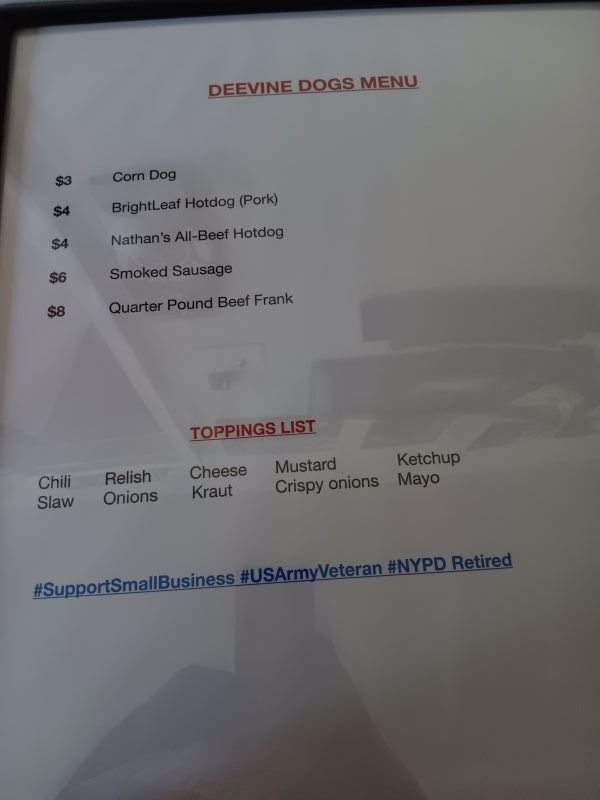 DEEVINE DOGS MENU
$3 Corn Dog
$4 BrightLeaf Hotdog (Pork)
$4 Nathan's All-Beef Hotdog
$6 Smoked Sausage
$8 Quarter Pound Beef Frank
TOPPINGS LIST
Chili Relish Cheese Mustard Ketchup
Slaw Onions Kraut Crispy onions Mayo
#SupportSmallBusiness #USArmyVeteran #NYPD Retired